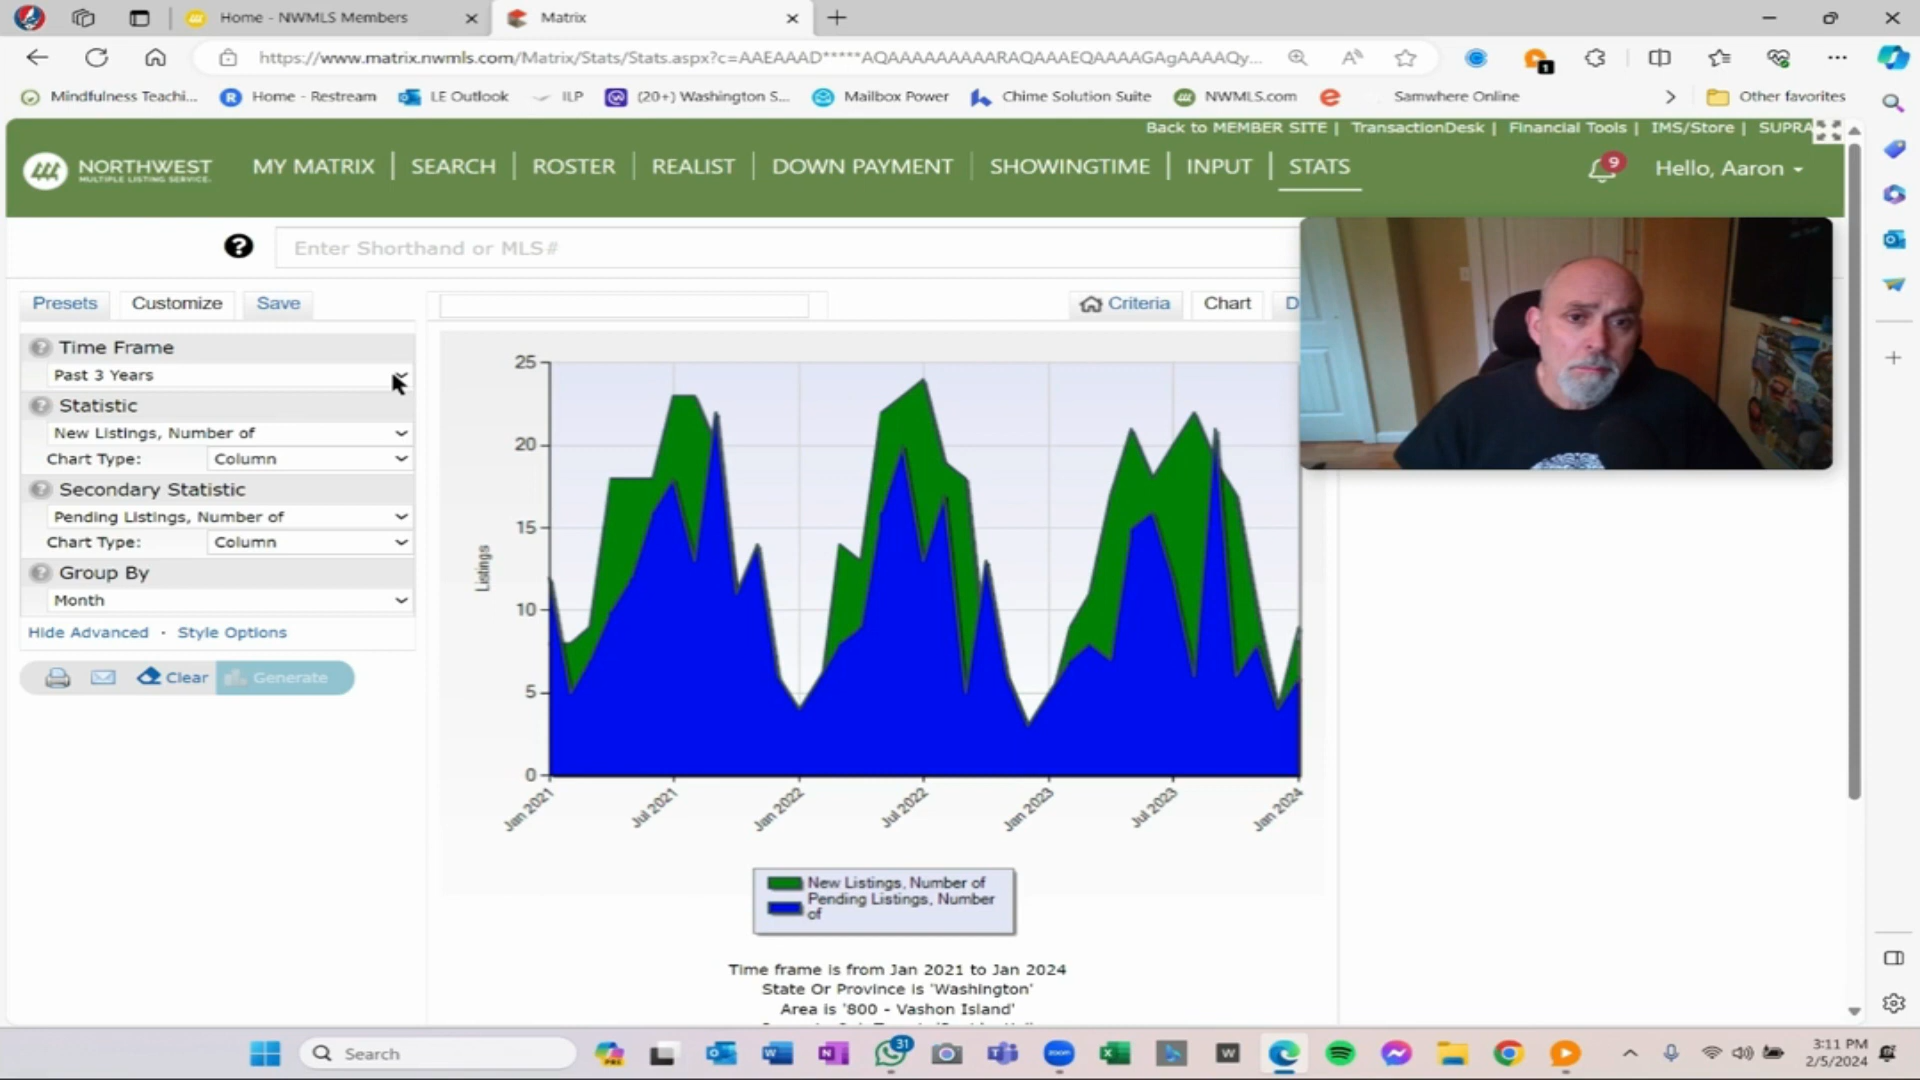 Home - NWMLS Members
Matrix
https://www.matrix.nwmls.com/Matrix/Stats/Stats.aspx?c=AAEAAAD*****AQAAAAAAAAARAQAAAEQAAAAGAgAAAAQy...
1
Mindfulness Teachi...
Home - Restream
LE Outlook
ILP
(20+) Washington S...
Mailbox Power
Chime Solution Suite
NWMLS.com
Samwhere Online
Other favorites
Back to MEMBER SITE | TransactionDesk | Financial Tools | IMS/Store | SUPRA
NORTHWEST
MULTIPLE LISTING SERVICE.
MY MATRIX | SEARCH | ROSTER | REALIST | DOWN PAYMENT | SHOWINGTIME | INPUT | STATS
9
Hello, Aaron
Enter Shorthand or MLS#
Presets
Customize
Save
Criteria
Chart
D
Time Frame
Past 3 Years
Statistic
New Listings, Number of
Chart Type:
Column
Secondary Statistic
Pending Listings, Number of
Chart Type:
Column
Group By
Month
Hide Advanced · Style Options
Clear
Generate
25
20
15
10
5
0
Listings
Jan 2021
Jul 2021
Jan 2022
Jul 2022
Jan 2023
Jul 2023
Jan 2024
New Listings, Number of
Pending Listings, Number
of
Time frame is from Jan 2021 to Jan 2024
State Or Province is 'Washington'
Area is '800 - Vashon Island'
Search
31
zoom
3:11 PM
2/5/2024